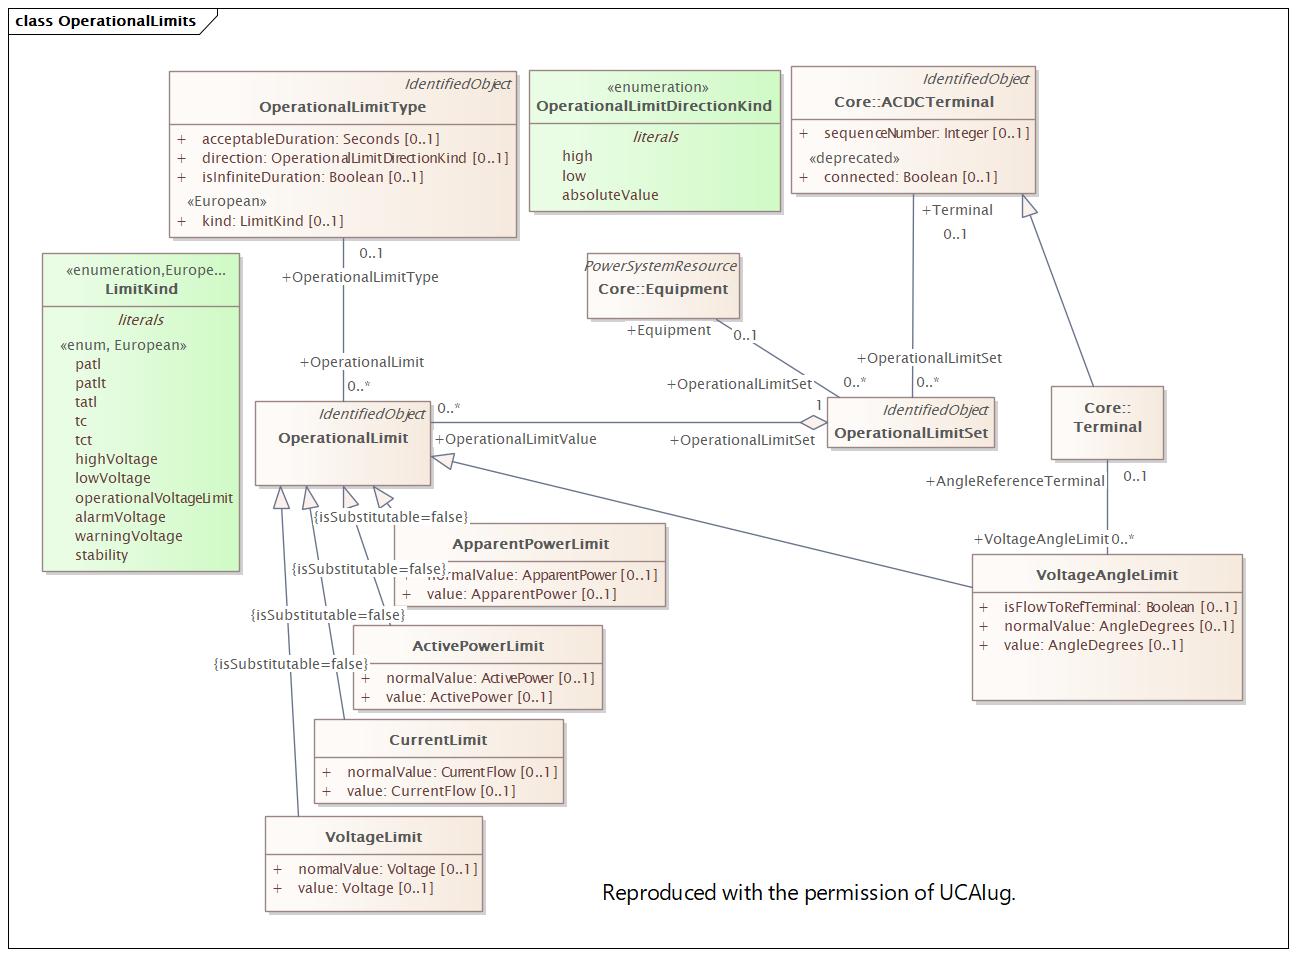 class OperationalLimits
IdentifiedObject
OperationalLimitType
+ acceptableDuration: Seconds [0..1]
+ direction: OperationalLimitDirectionKind [0..1]
+ isInfiniteDuration: Boolean [0..1]
«European»
+ kind: LimitKind [0..1]
«enumeration»
OperationalLimitDirectionKind
literals
high
low
absoluteValue
IdentifiedObject
Core::ACDCTerminal
+ sequenceNumber: Integer [0..1]
«deprecated»
+ connected: Boolean [0..1]
+Terminal
0..1
0..1
+OperationalLimitType
«enumeration,Europe...
LimitKind
literals
«enum, European»
patl
patlt
tatl
tc
tct
highVoltage
lowVoltage
operationalVoltageLimit
alarmVoltage
warningVoltage
stability
PowerSystemResource
Core::Equipment
+Equipment
0..1
+OperationalLimit
0..*
+OperationalLimitSet
0..*
+OperationalLimitSet
0..*
IdentifiedObject
OperationalLimit
0..*
+OperationalLimitValue
1
+OperationalLimitSet
IdentifiedObject
OperationalLimitSet
Core::
Terminal
+AngleReferenceTerminal
0..1
+VoltageAngleLimit
0..*
{isSubstitutable=false}
ApparentPowerLimit
normalValue: ApparentPower [0..1]
+ value: ApparentPower [0..1]
{isSubstitutable=false}
VoltageAngleLimit
+ isFlowToRefTerminal: Boolean [0..1]
+ normalValue: AngleDegrees [0..1]
+ value: AngleDegrees [0..1]
{isSubstitutable=false}
ActivePowerLimit
+ normalValue: ActivePower [0..1]
+ value: ActivePower [0..1]
{isSubstitutable=false}
CurrentLimit
+ normalValue: CurrentFlow [0..1]
+ value: CurrentFlow [0..1]
VoltageLimit
+ normalValue: Voltage [0..1]
+ value: Voltage [0..1]
Reproduced with the permission of UCAIug.